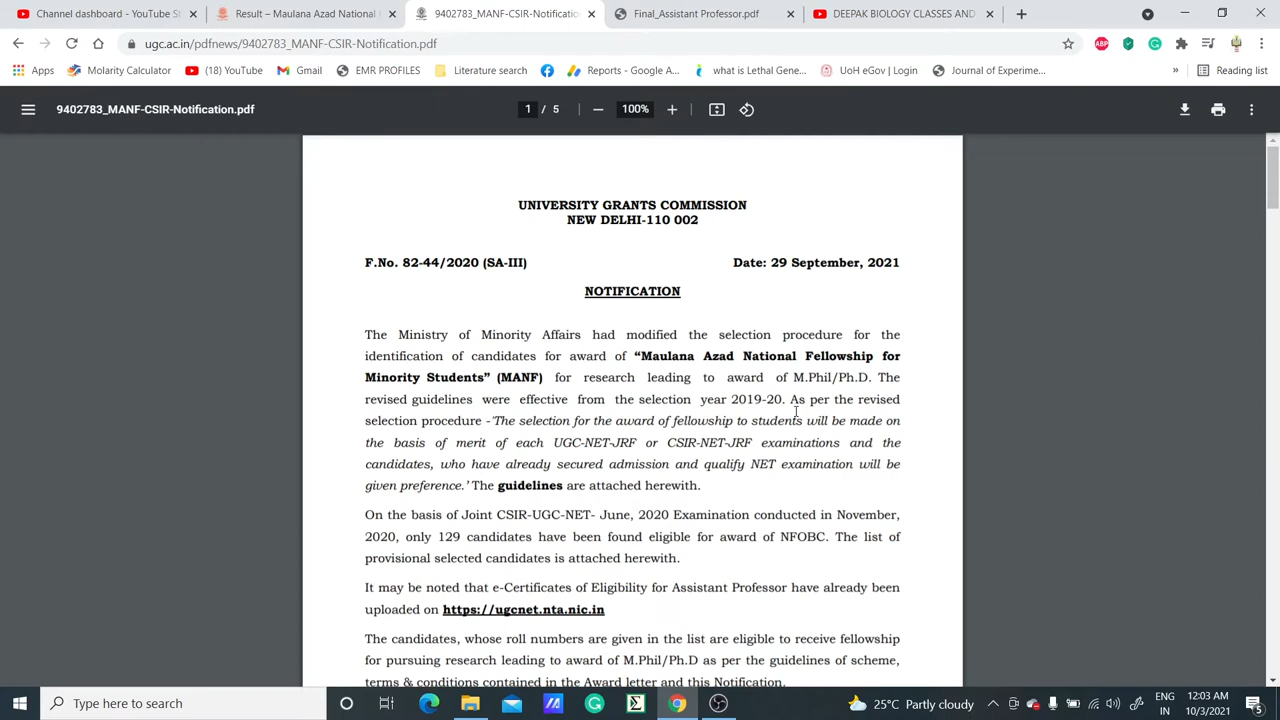 Channel dashboard - YouTube St
Result – Maulana Azad National F
9402783_MANF-CSIR-Notification
Final_Assistant Professor.pdf
DEEPAK BIOLOGY CLASSES AND
ugc.ac.in/pdfnews/9402783_MANF-CSIR-Notification.pdf
Apps
Molarity Calculator
(18) YouTube
Gmail
EMR PROFILES
Literature search
Reports - Google A...
what is Lethal Gene...
UoH eGov | Login
Journal of Experime...
»
Reading list
9402783_MANF-CSIR-Notification.pdf
1 / 5
100%
UNIVERSITY GRANTS COMMISSION
NEW DELHI-110 002
F.No. 82-44/2020 (SA-III)
Date: 29 September, 2021
NOTIFICATION
The Ministry of Minority Affairs had modified the selection procedure for the
identification of candidates for award of “Maulana Azad National Fellowship for
Minority Students” (MANF) for research leading to award of M.Phil/Ph.D. The
revised guidelines were effective from the selection year 2019-20. As per the revised
selection procedure -'The selection for the award of fellowship to students will be made on
the basis of merit of each UGC-NET-JRF or CSIR-NET-JRF examinations and the
candidates, who have already secured admission and qualify NET examination will be
given preference.' The guidelines are attached herewith.
On the basis of Joint CSIR-UGC-NET- June, 2020 Examination conducted in November,
2020, only 129 candidates have been found eligible for award of NFOBC. The list of
provisional selected candidates is attached herewith.
It may be noted that e-Certificates of Eligibility for Assistant Professor have already been
uploaded on https://ugcnet.nta.nic.in
The candidates, whose roll numbers are given in the list are eligible to receive fellowship
for pursuing research leading to award of M.Phil/Ph.D as per the guidelines of scheme,
terms & conditions contained in the Award letter and this Notification.
Type here to search
25°C Partly cloudy
ENG
IN
12:03 AM
10/3/2021
5